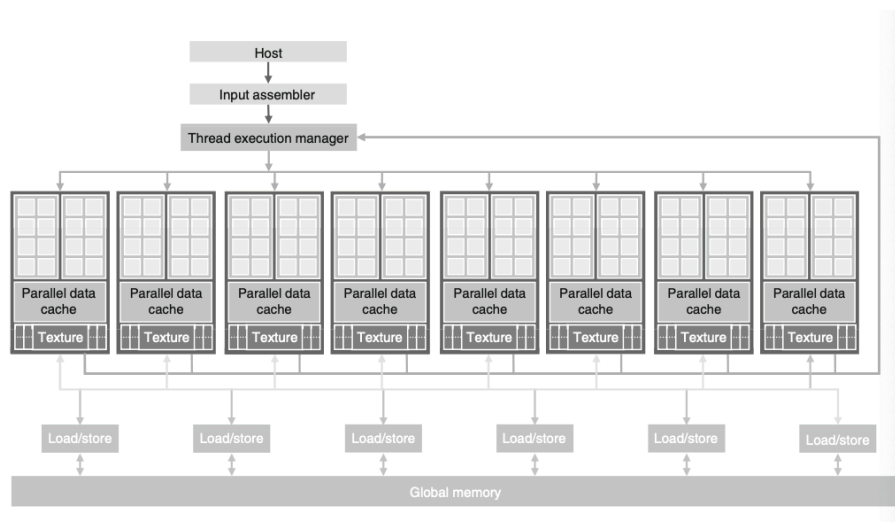 Host
Input assembler
Thread execution manager
Parallel data
cache
Parallel data
cache
Parallel data
cache
Parallel data
cache
Parallel data
cache
Parallel data
cache
Parallel data
cache
Parallel data
cache
Texture
Texture
Texture
Texture
Texture
Texture
Texture
Texture
Load/store
Load/store
Load/store
Load/store
Load/store
Load/store
Global memory